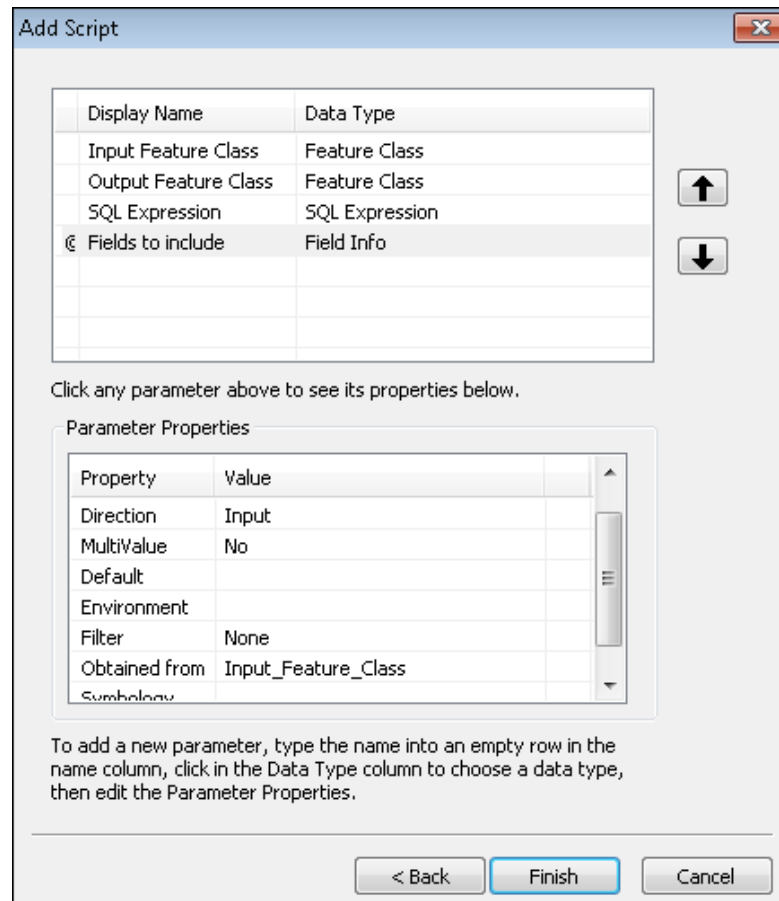 Add Script
Display Name Data Type
Input Feature Class Feature Class
Output Feature Class Feature Class
SQL Expression SQL Expression
Fields to include Field Info
Click any parameter above to see its properties below.
Parameter Properties
Property Value
Direction Input
MultiValue No
Default
Environment
Filter None
Obtained from Input_Feature_Class
Symbology
To add a new parameter, type the name into an empty row in the
name column, click in the Data Type column to choose a data type,
then edit the Parameter Properties.
< Back Finish Cancel